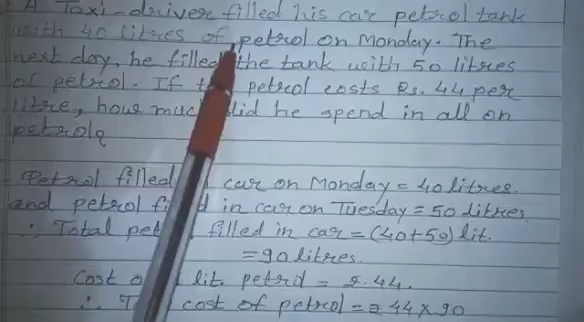 A Taxi-driver filled his car petrol tank
with 40 litres of petrol on Monday. The
next day, he filled the tank with 50 litres
of petrol. If petrol costs Rs. 44 per
litre, how much did he spend in all on
petrol?
Petrol filled car on Monday = 40 litres.
and petrol in car on Tuesday = 50 litres
∴ Total filled in car = (40+50) lit.
= 90 litres.
Cost lit. petrol = ₹ 44.
∴ cost of petrol = ₹ 44 × 90